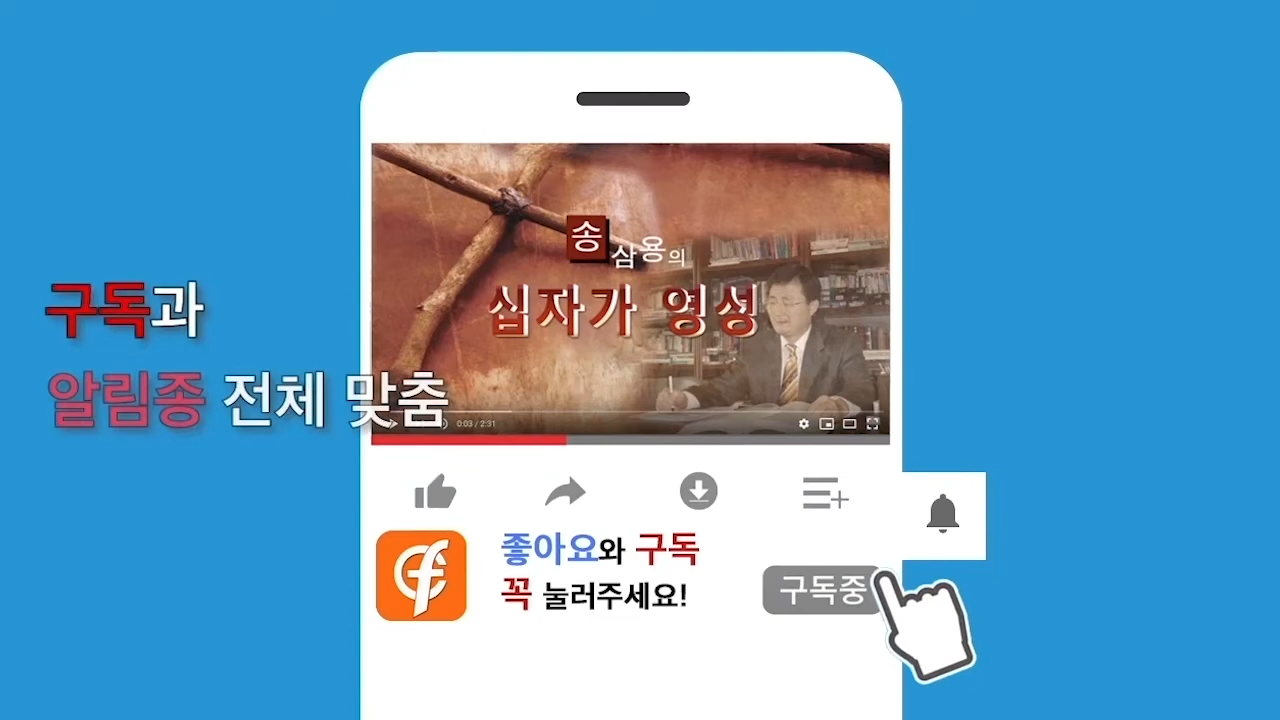 송삼용의
십자가 영성
구독과
알림종 전체 맞춤
0:03 / 2:31
좋아요와 구독
꼭 눌러주세요!
구독중